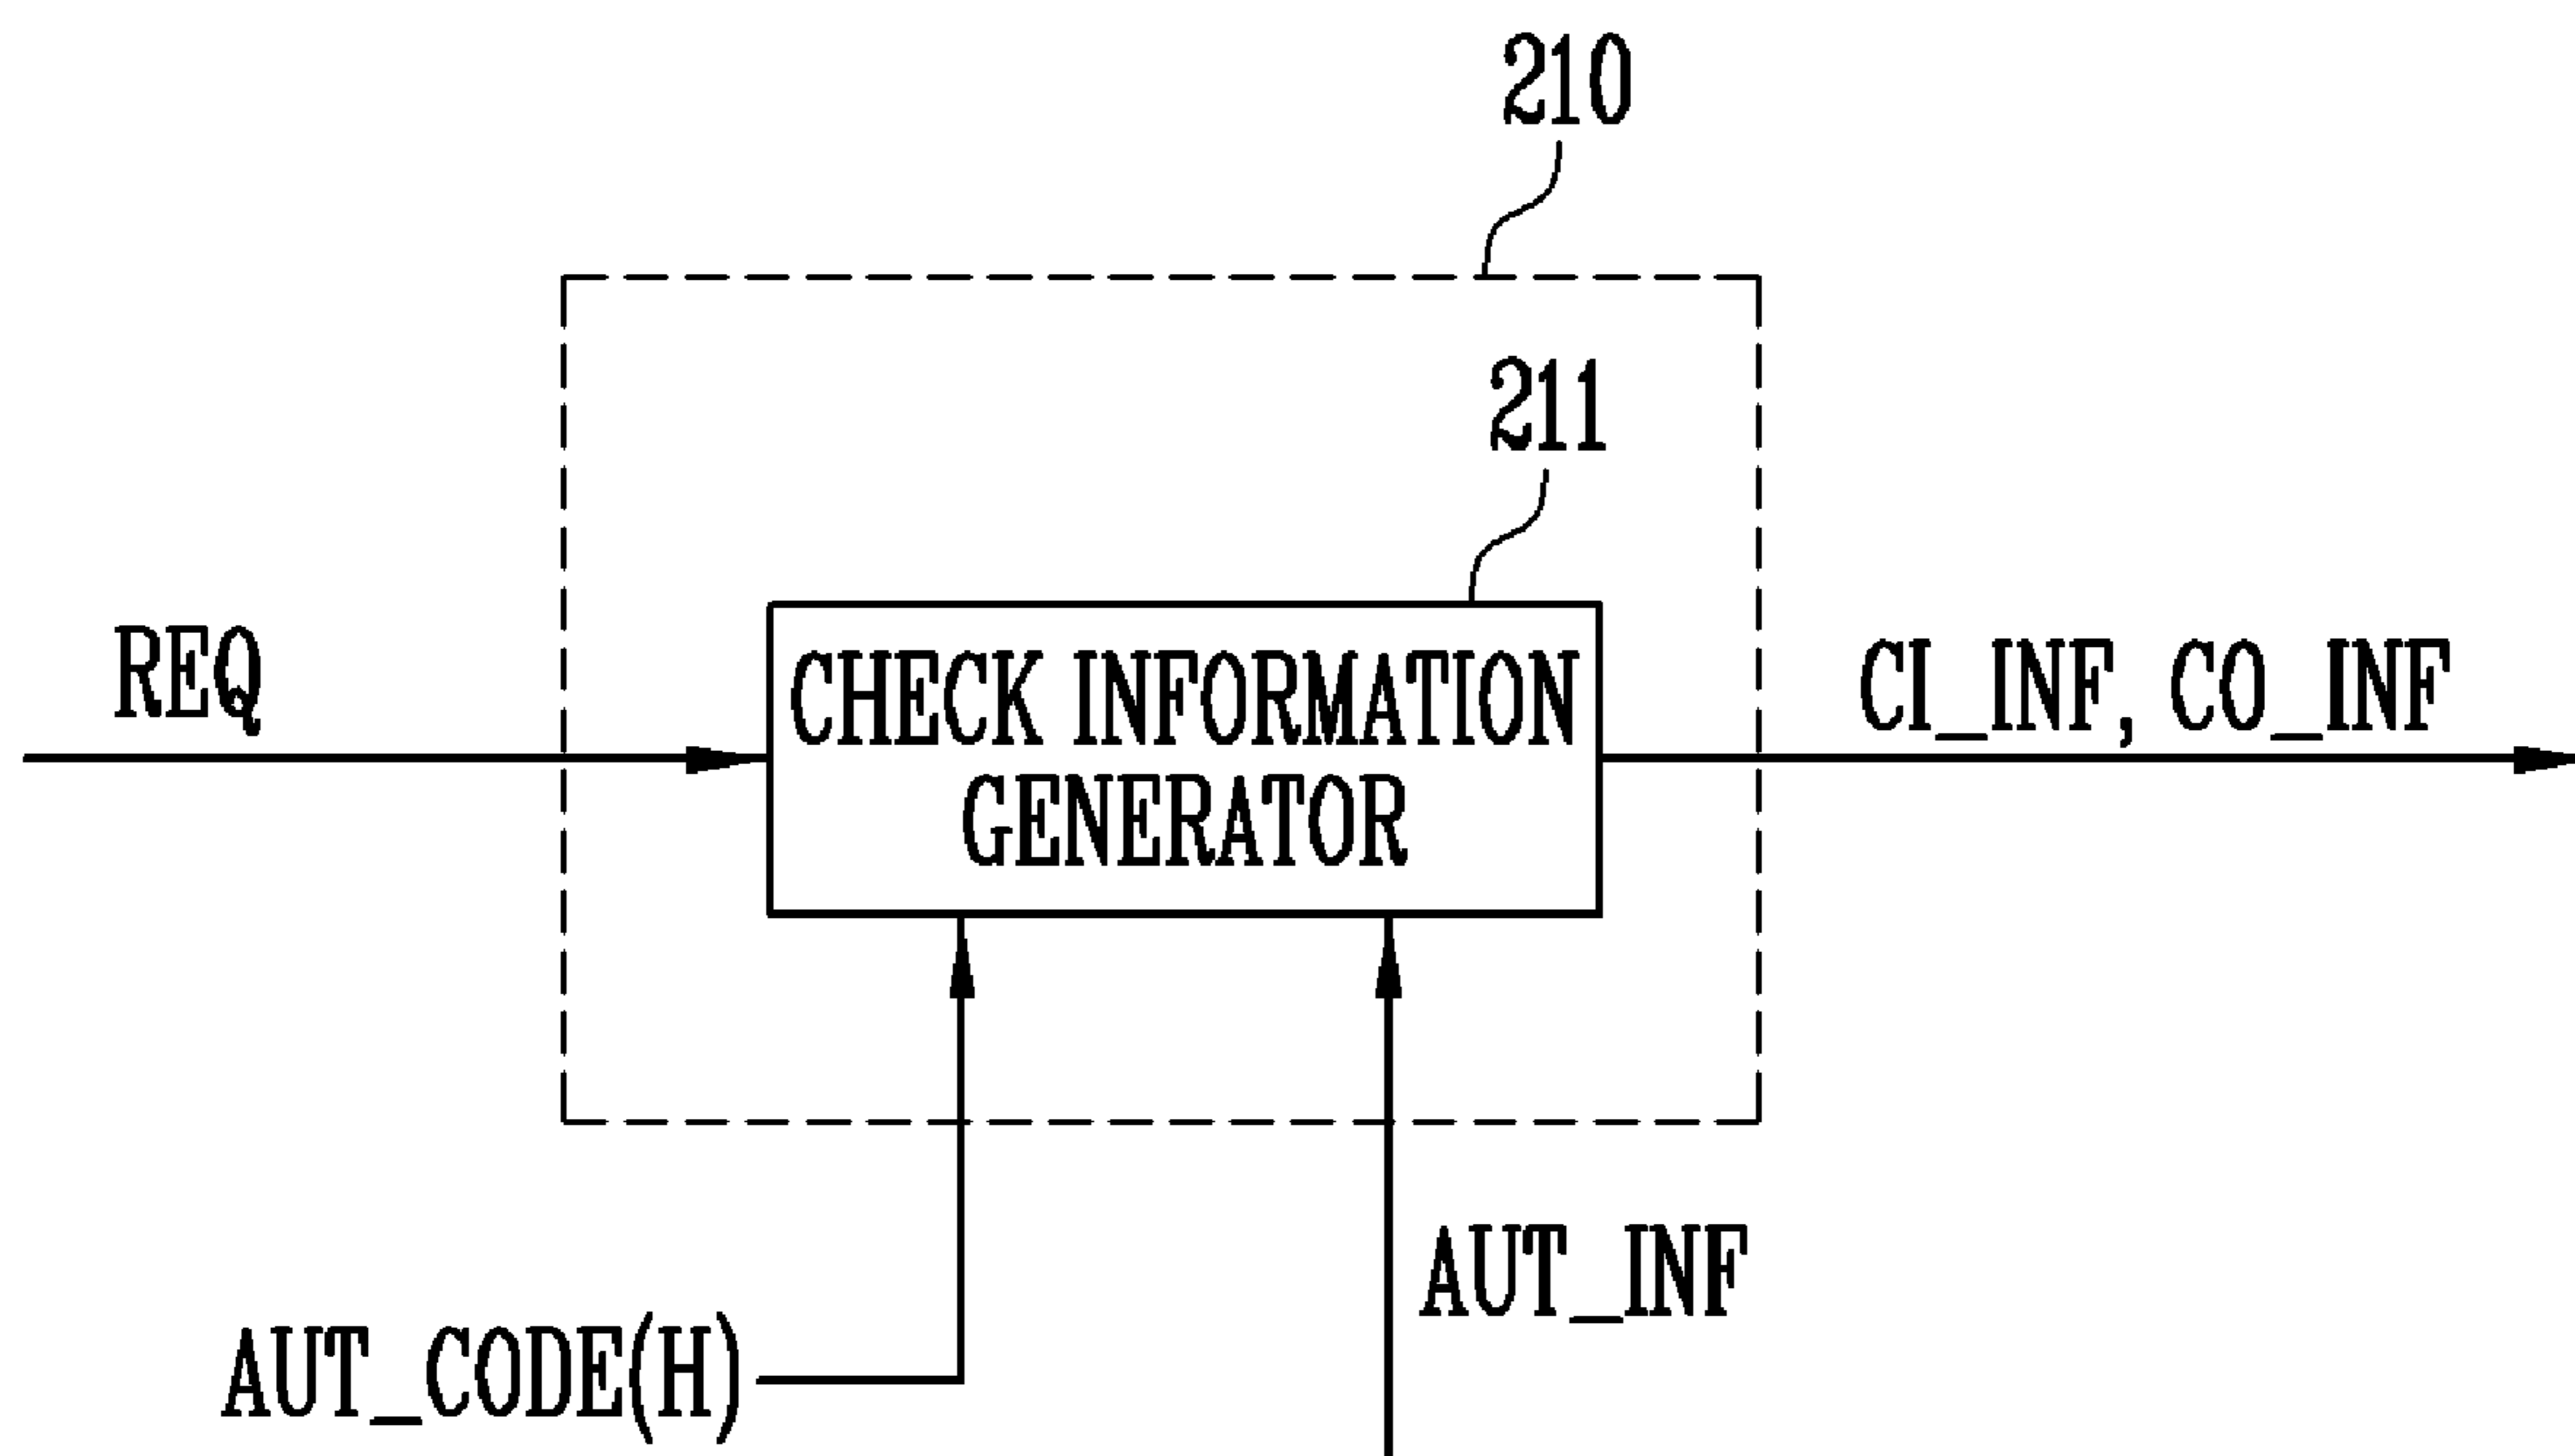 210
211
REQ
CHECK INFORMATION
GENERATOR
CI_INF, CO_INF
AUT_INF
AUT_CODE(H)